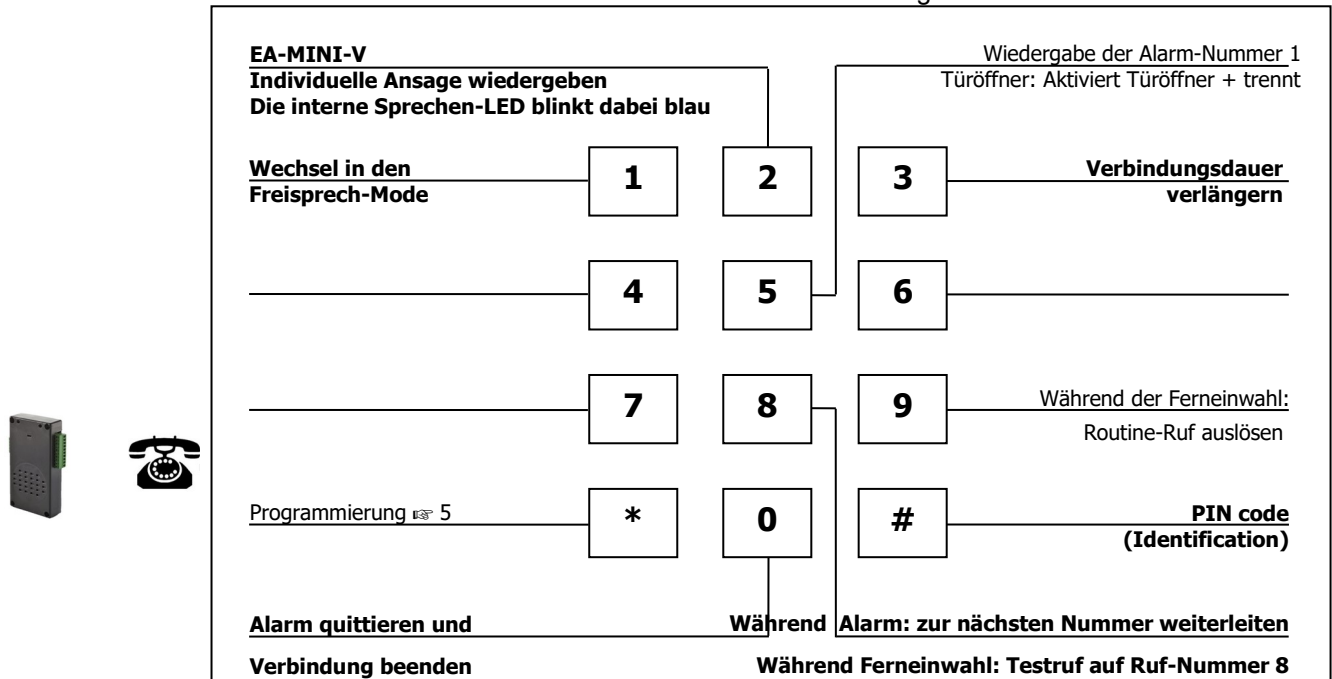 EA-MINI-V
Individuelle Ansage wiedergeben
Die interne Sprechen-LED blinkt dabei blau
Wiedergabe der Alarm-Nummer 1
Türöffner: Aktiviert Türöffner + trennt
Wechsel in den
Freisprech-Mode
1
2
3
Verbindungsdauer
verlängern
4
5
6
7
8
9
Während der Ferneinwahl:
Routine-Ruf auslösen
Programmierung ☞ 5
*
0
#
PIN code
(Identification)
Alarm quittieren und
Verbindung beenden
Während Alarm: zur nächsten Nummer weiterleiten
Während Ferneinwahl: Testruf auf Ruf-Nummer 8